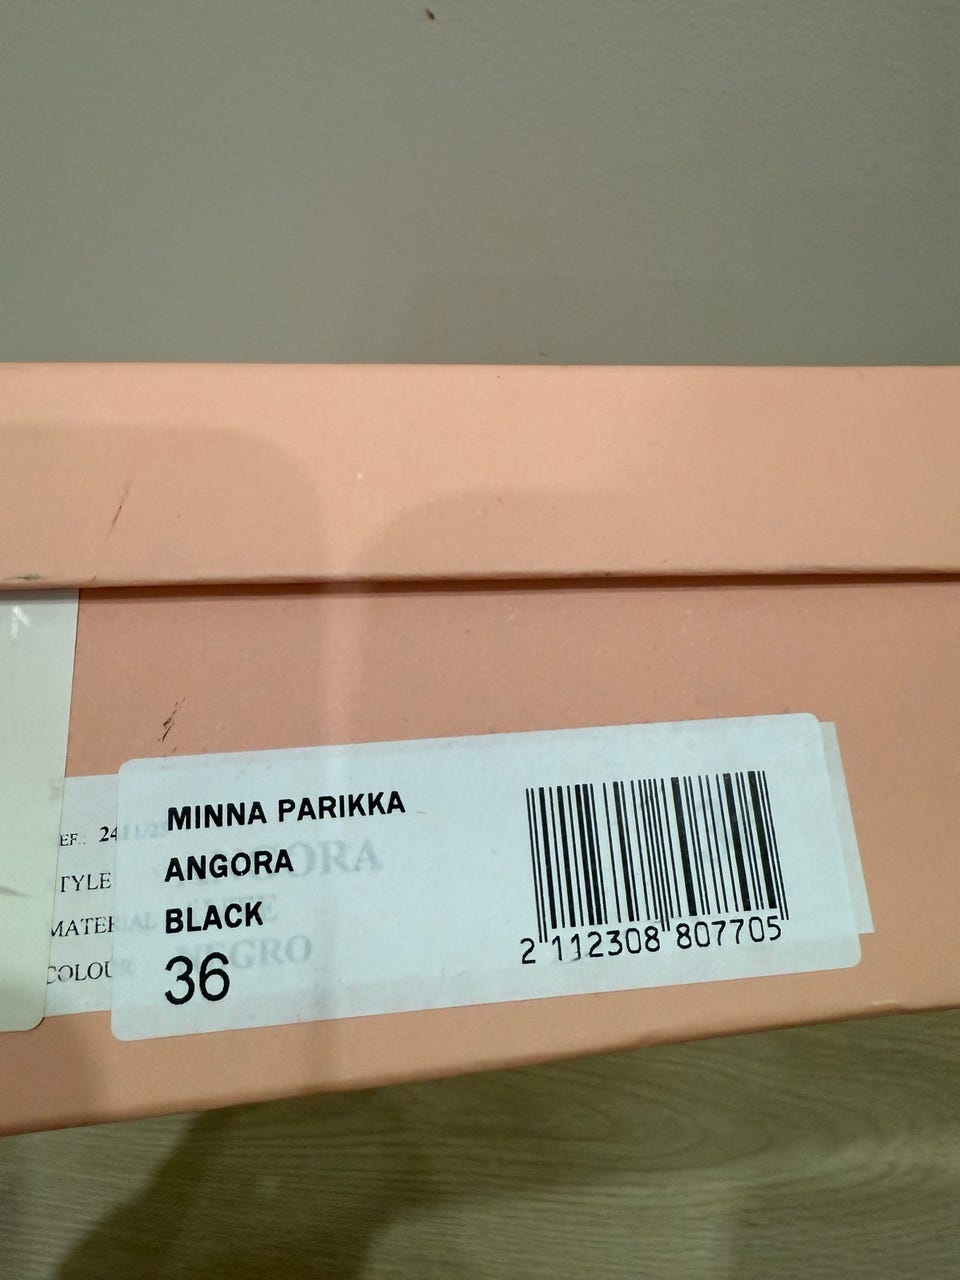 MINNA PARIKKA
ANGORA
BLACK
36
2 112308 807705
EF.: 24
TYLE
MATERIAL
COLOUR
ANGORA
NEGRO